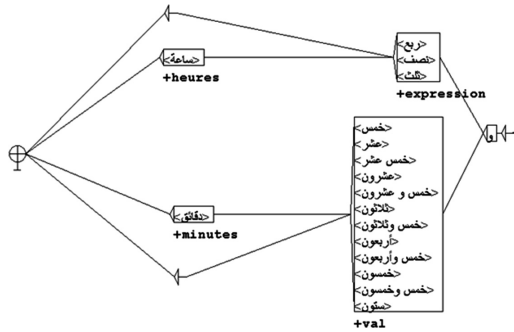 <ربع>
<نصف>
<ثلث>
+expression
<ساعة>
+heures
و
<خمس>
<عشر>
<خمس عشر>
<عشرون>
<خمس و عشرون>
<ثلاثون>
<خمس وثلاثون>
<أربعون>
<خمس وأربعون>
<خمسون>
<خمس وخمسون>
<ستون>
+val
<دقائق>
+minutes